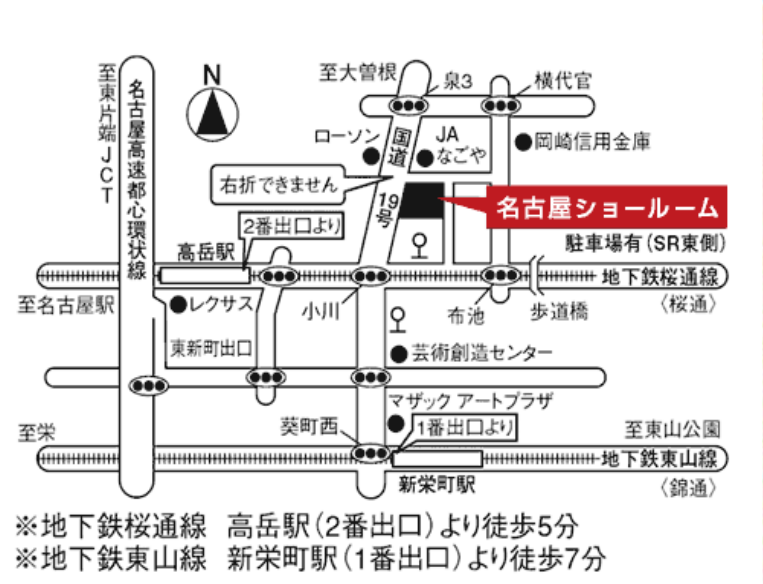 至大曽根
泉3
横代官
N
至東片端JCT
名古屋高速都心環状線
ローソン
国道19号
JA
なごや
岡崎信用金庫
右折できません
名古屋ショールーム
2番出口より
高岳駅
駐車場有(SR東側)
地下鉄桜通線
至名古屋駅
レクサス
小川
布池
歩道橋
〈桜通〉
東新町出口
芸術創造センター
マザック アートプラザ
至栄
葵町西
1番出口より
至東山公園
地下鉄東山線
新栄町駅
〈錦通〉
※地下鉄桜通線 高岳駅(2番出口)より徒歩5分
※地下鉄東山線 新栄町駅(1番出口)より徒歩7分